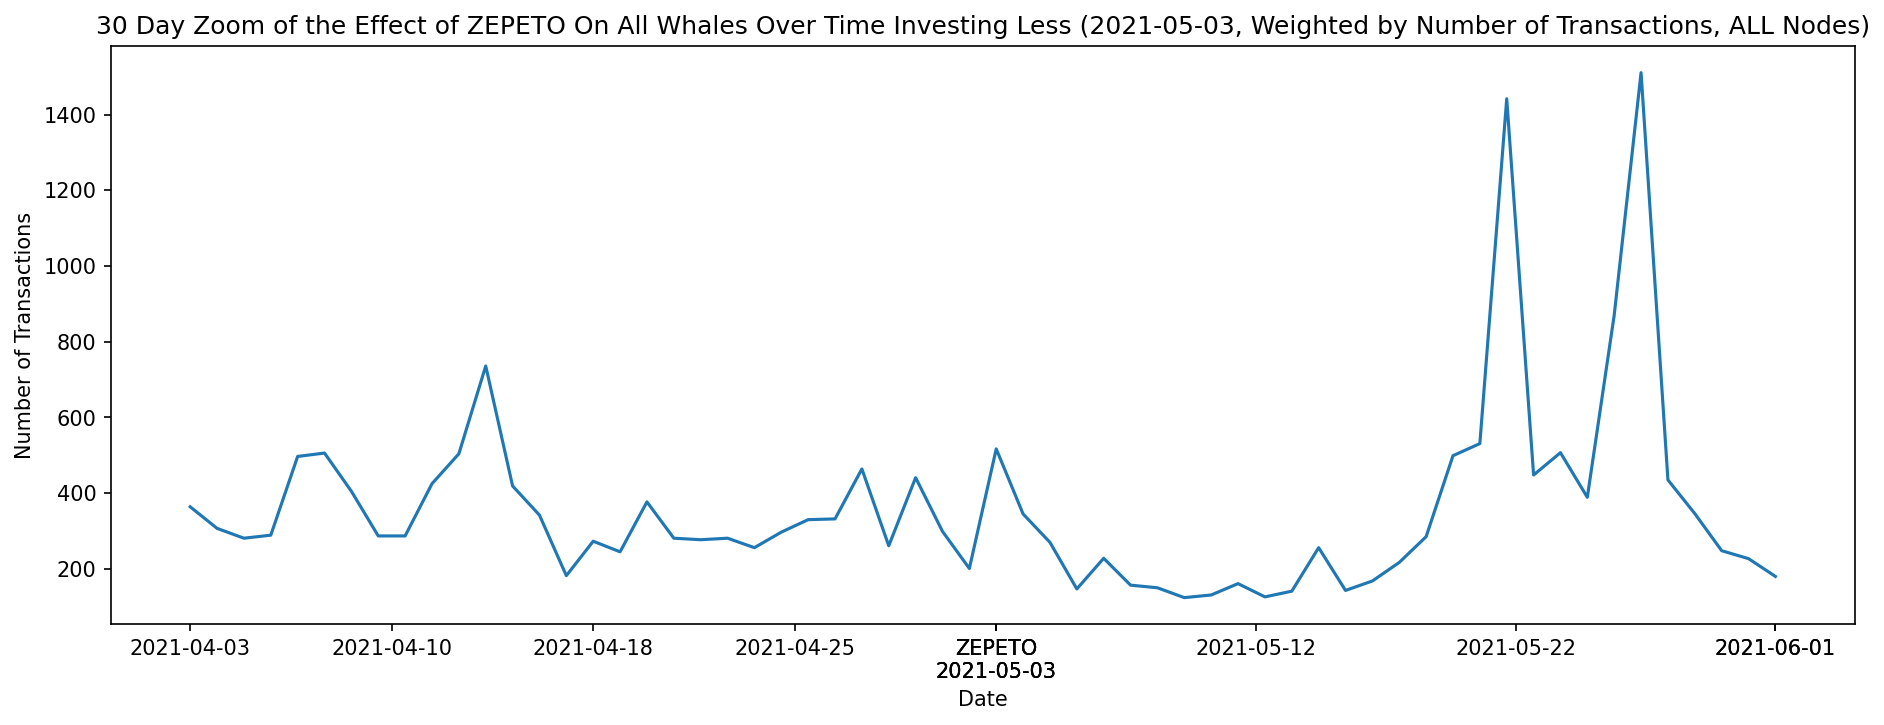 30 Day Zoom of the Effect of ZEPETO On All Whales Over Time Investing Less (2021-05-03, Weighted by Number of Transactions, ALL Nodes)
Number of Transactions
1400
1200
1000
800
600
400
200
2021-04-03 2021-04-10 2021-04-18 2021-04-25 ZEPETO 2021-05-12 2021-05-22 2021-06-01
2021-05-03
Date